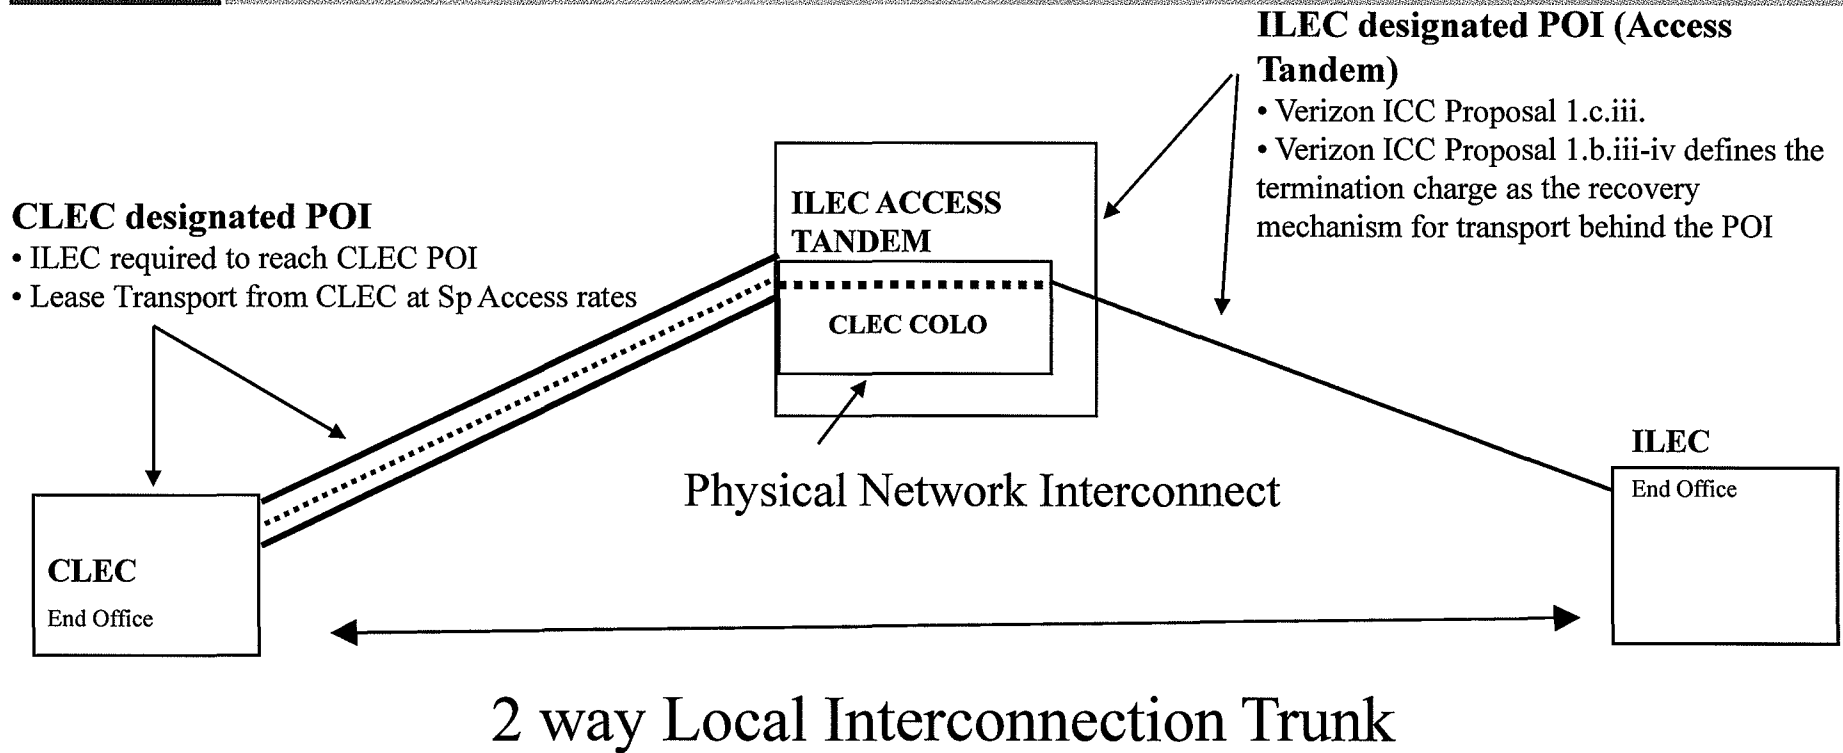 ILEC designated POI (Access
Tandem)
• Verizon ICC Proposal 1.c.iii.
• Verizon ICC Proposal 1.b.iii-iv defines the
termination charge as the recovery
mechanism for transport behind the POI
CLEC designated POI
• ILEC required to reach CLEC POI
• Lease Transport from CLEC at Sp Access rates
ILEC ACCESS
TANDEM
CLEC COLO
Physical Network Interconnect
ILEC
End Office
CLEC
End Office
2 way Local Interconnection Trunk